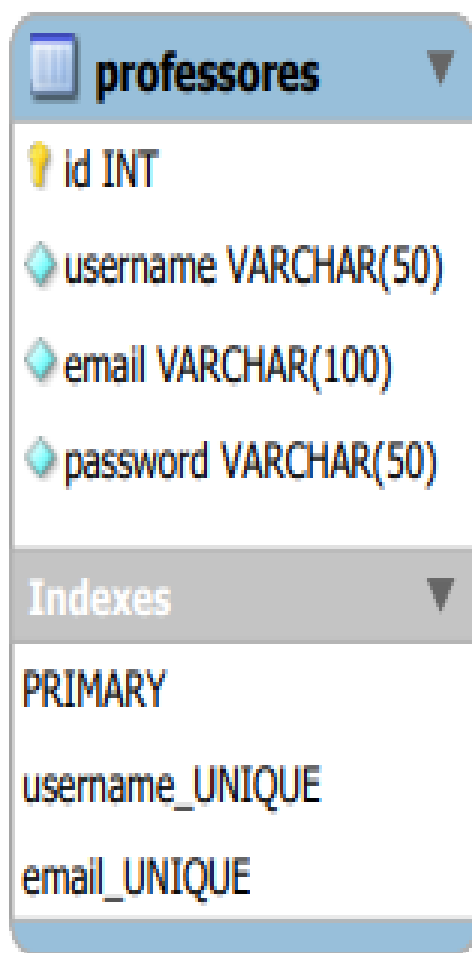 professores
id INT
username VARCHAR(50)
email VARCHAR(100)
password VARCHAR(50)
Indexes
PRIMARY
username_UNIQUE
email_UNIQUE